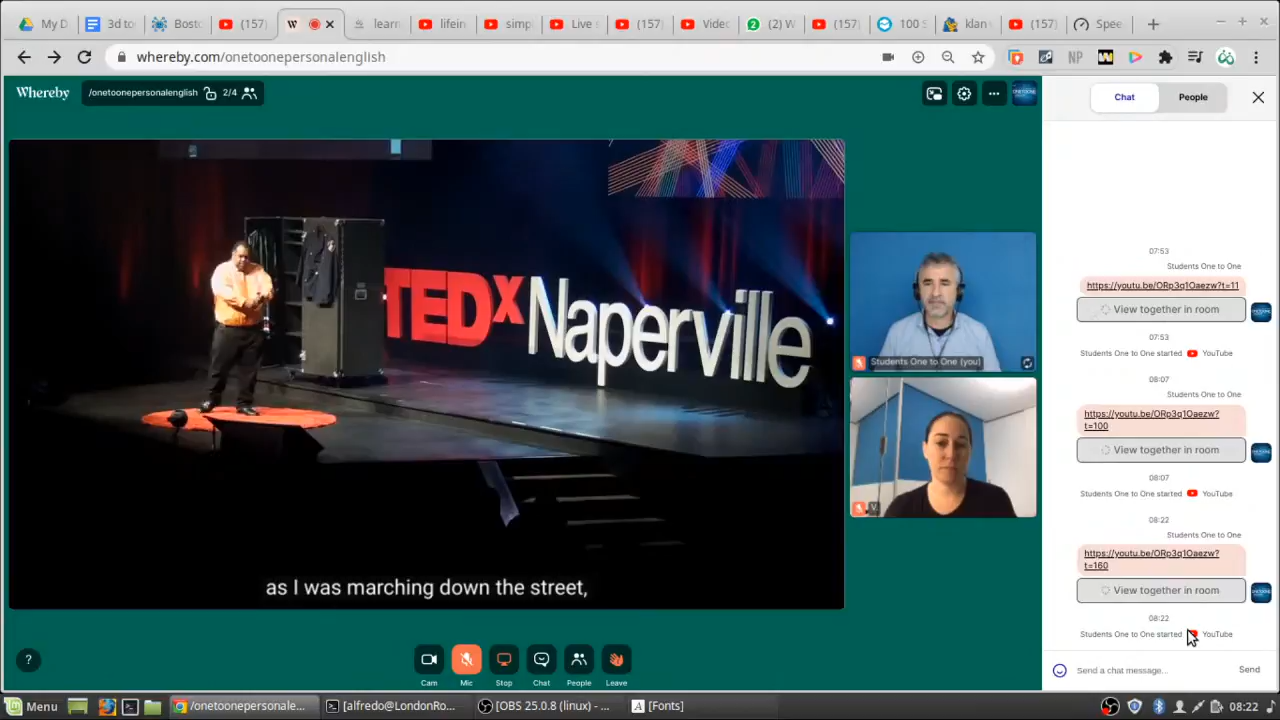 My D
3d to
Bosto
(157)
W
learn
lifein
simp
Live s
(157)
Vide
(2) \
(157)
100 S
klan
(157)
Spee
whereby.com/onetoonepersonalenglish
NP
W
Whereby
/onetoonepersonalenglish 2/4
Chat
People
TEDxNaperville
as I was marching down the street,
Students One to One (you)
V.
07:53
Students One to One
https://youtu.be/ORp3q1Oaezw?t=11
View together in room
07:53
Students One to One started YouTube
08:07
Students One to One
https://youtu.be/ORp3q1Oaezw?
t=100
View together in room
08:07
Students One to One started YouTube
08:22
Students One to One
https://youtu.be/ORp3q1Oaezw?
t=160
View together in room
08:22
Students One to One started YouTube
?
Cam
Mic
Stop
Chat
People
Leave
Send a chat message...
Send
Menu
/onetoonepersonale...
[alfredo@LondonRo...
[OBS 25.0.8 (linux) - ...
[Fonts]
08:22